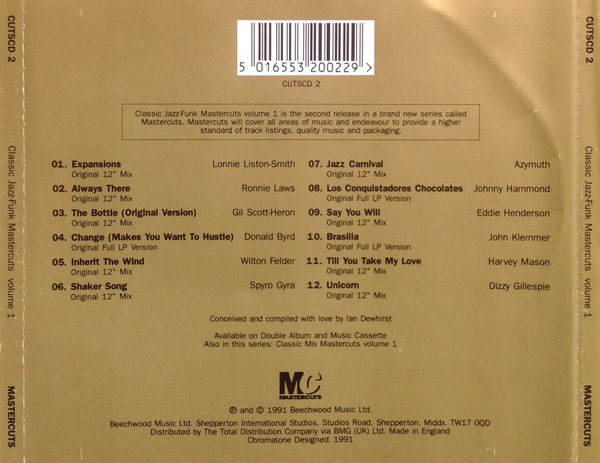 CUTSCD 2
Classic Jazz-Funk Mastercuts volume 1
MASTERCUTS
5 016553 200229 >
CUTSCD 2
Classic Jazz-Funk Mastercuts volume 1 is the second release in a brand new series called
Mastercuts. Mastercuts will cover all areas of music and endeavour to provide a higher
standard of track listings, quality music and packaging.
01. Expansions Lonnie Liston-Smith
Original 12" Mix
02. Always There Ronnie Laws
Original 12" Mix
03. The Bottle (Original Version) Gil Scott-Heron
Original 12" Mix
04. Change (Makes You Want To Hustle) Donald Byrd
Original Full LP Version
05. Inherit The Wind Wilton Felder
Original 12" Mix
06. Shaker Song Spyro Gyra
Original 12" Mix
07. Jazz Carnival Azymuth
Original 12" Mix
08. Los Conquistadores Chocolates Johnny Hammond
Original Full LP Version
09. Say You Will Eddie Henderson
Original 12" Mix
10. Brasilia John Klemmer
Original Full LP Version
11. Till You Take My Love Harvey Mason
Original 12" Mix
12. Unicorn Dizzy Gillespie
Original 12" Mix
Conceived and compiled with love by Ian Dewhirst
Available on Double Album and Music Cassette
Also in this series: Classic Mix Mastercuts volume 1
MC
MASTERCUTS
℗ and © 1991 Beechwood Music Ltd.
Beechwood Music Ltd. Shepperton International Studios, Studios Road, Shepperton. Middx. TW17 0QD
Distributed by The Total Distribution Company via BMG (UK) Ltd. Made in England
Chromatone Designed. 1991
CUTSCD 2
Classic Jazz-Funk Mastercuts volume 1
MASTERCUTS